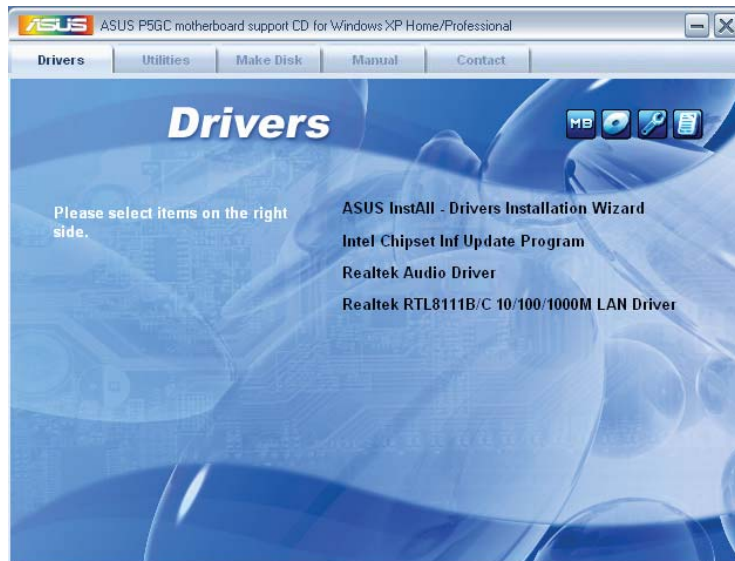 ASUS ASUS P5GC motherboard support CD for Windows XP Home/Professional
Drivers Utilities Make Disk Manual Contact
Drivers
MB
Please select items on the right
side.
ASUS InstAll - Drivers Installation Wizard
Intel Chipset Inf Update Program
Realtek Audio Driver
Realtek RTL8111B/C 10/100/1000M LAN Driver